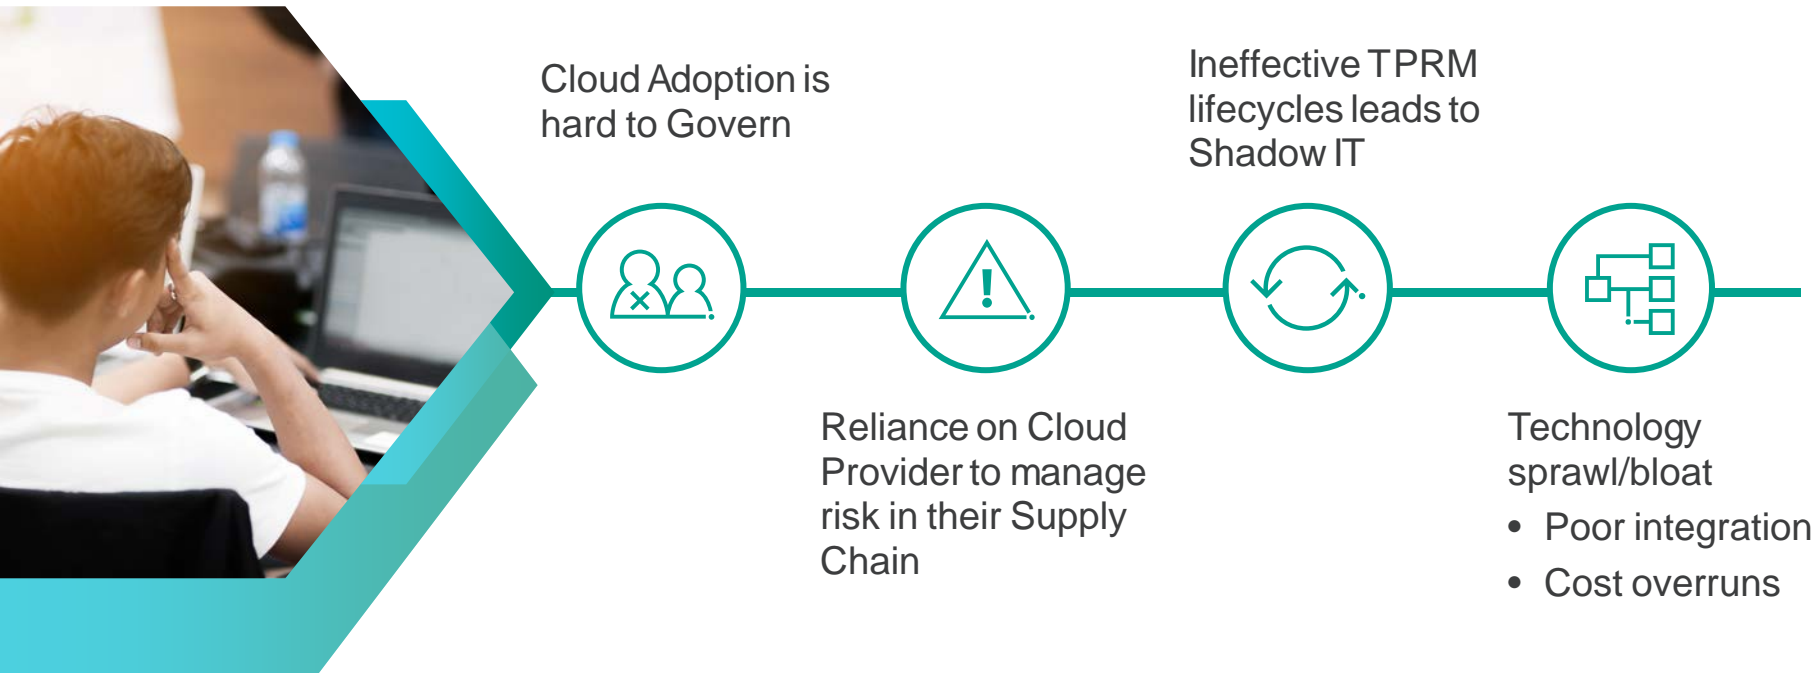 Cloud Adoption is
hard to Govern
Reliance on Cloud
Provider to manage
risk in their Supply
Chain
Ineffective TPRM
lifecycles leads to
Shadow IT
Technology
sprawl/bloat
• Poor integration
• Cost overruns